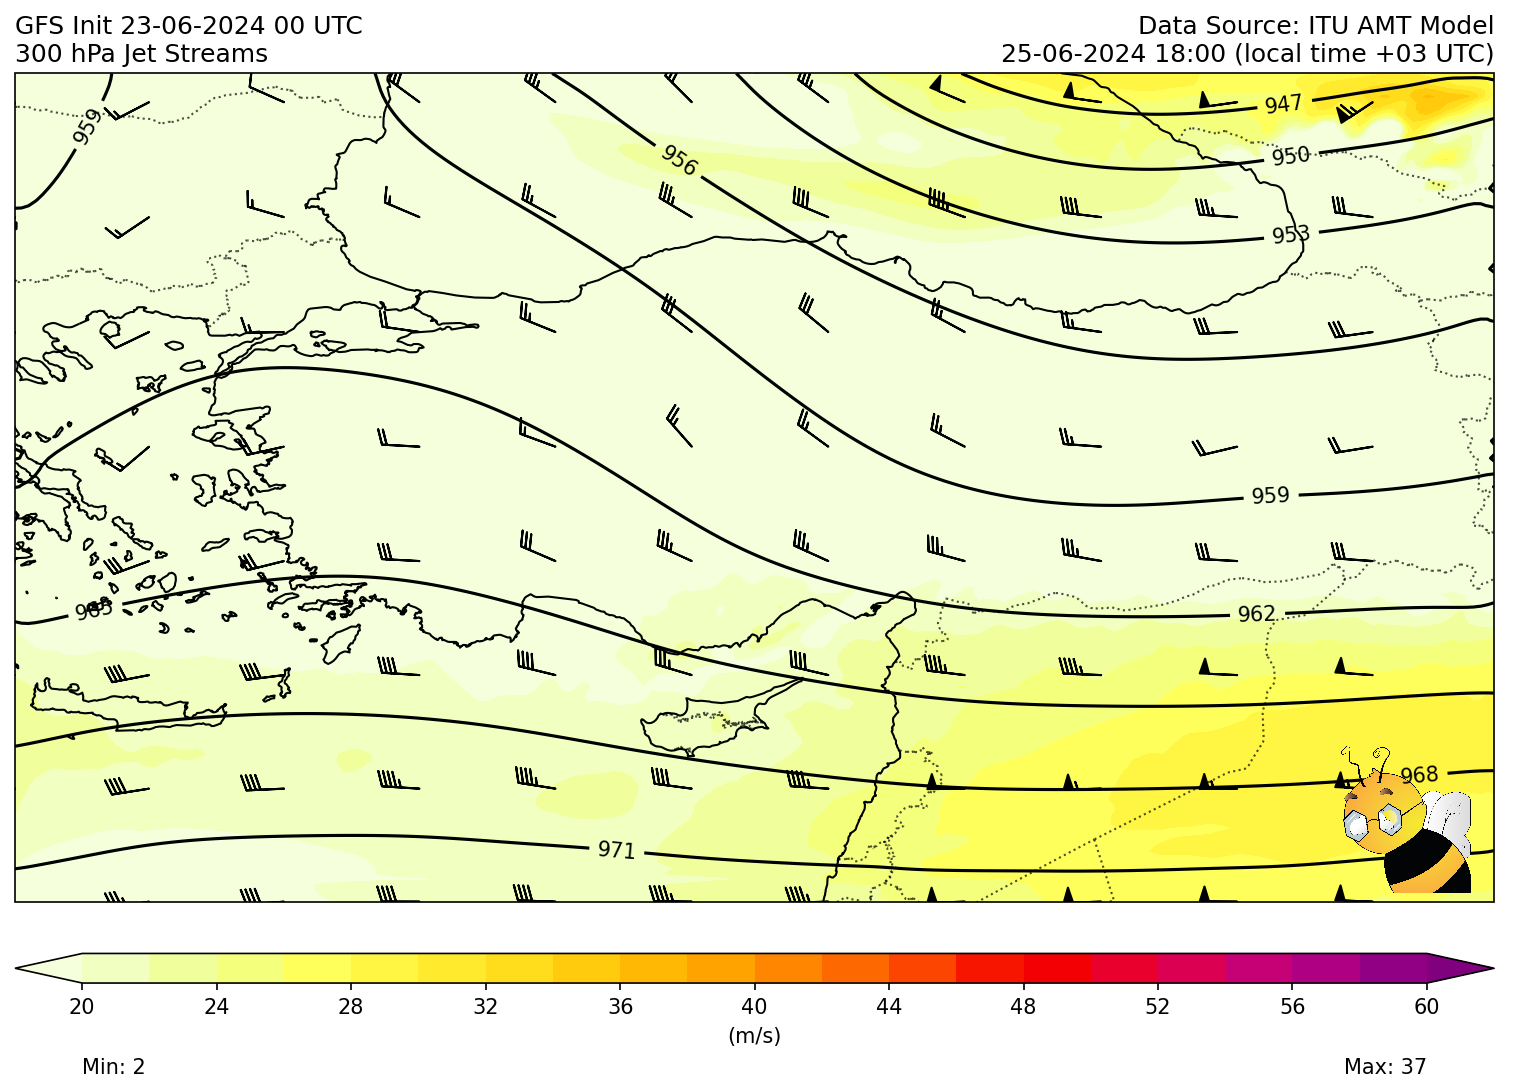 GFS Init 23-06-2024 00 UTC
Data Source: ITU AMT Model
300 hPa Jet Streams
25-06-2024 18:00 (local time +03 UTC)
959
947
950
956
953
959
965
962
968
971
20 24 28 32 36 40 44 48 52 56 60
(m/s)
Min: 2
Max: 37